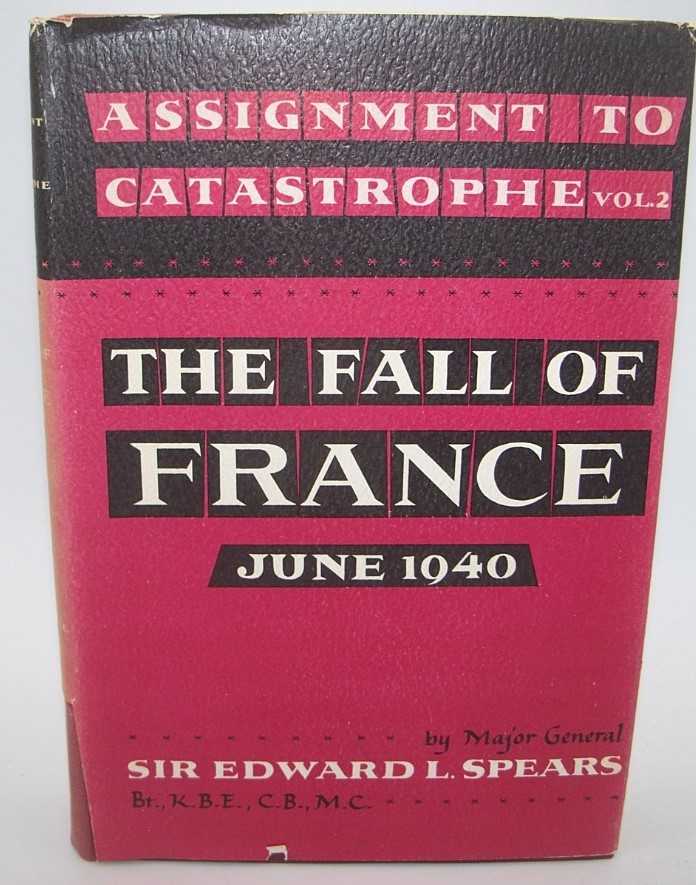 ASSIGNMENT TO
CATASTROPHE VOL.2
THE FALL OF
FRANCE
JUNE 1940
by Major General
SIR EDWARD L. SPEARS
Bt., K.B.E., C.B., M.C.